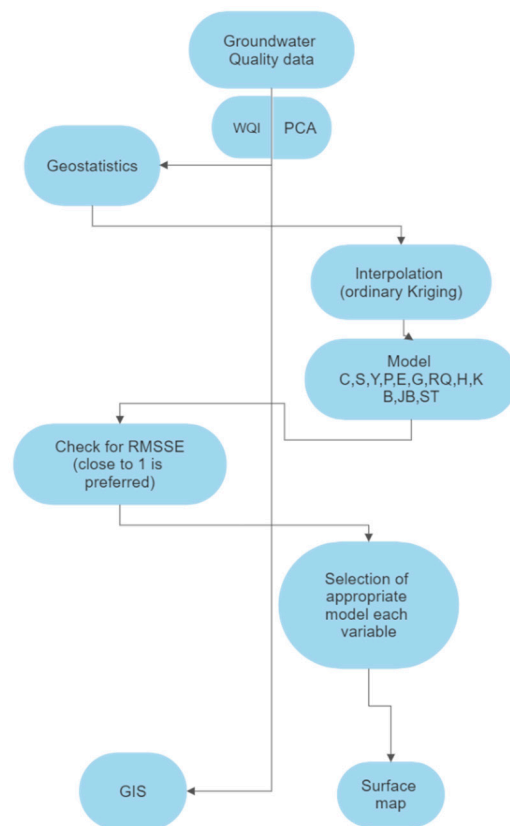 Groundwater
Quality data
WQI
PCA
Geostatistics
Interpolation
(ordinary Kriging)
Model
C,S,Y,P,E,G,RQ,H,K
B,JB,ST
Check for RMSSE
(close to 1 is
preferred)
Selection of
appropriate
model each
variable
GIS
Surface
map